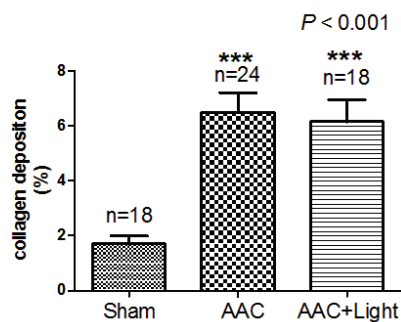 P < 0.001
*** ***
n=24 n=18
n=18
collagen depositon
(%)
8
6
4
2
0
Sham AAC AAC+Light